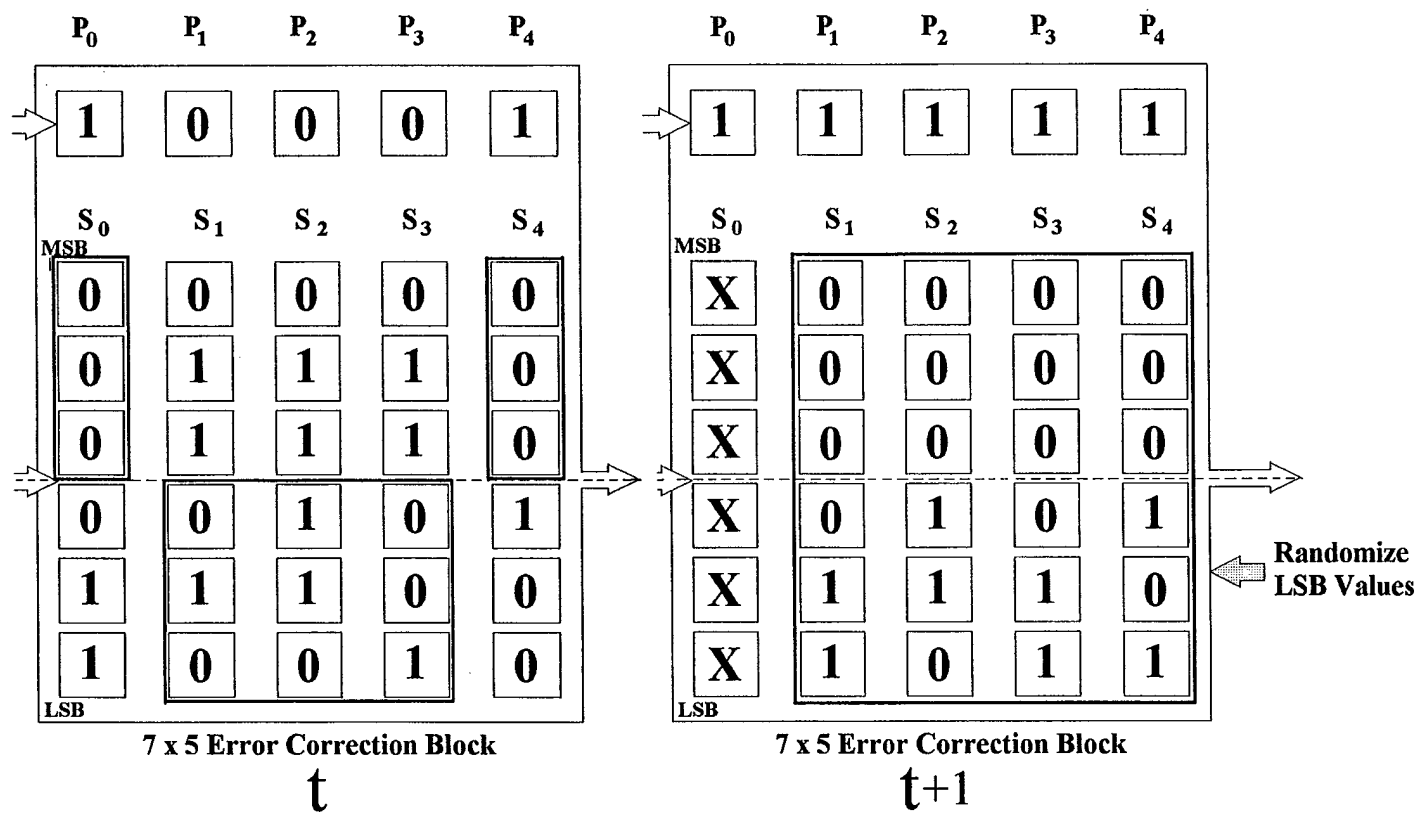 P0 P1 P2 P3 P4 P0 P1 P2 P3 P4
1 0 0 0 1 1 1 1 1 1
S0 S1 S2 S3 S4 S0 S1 S2 S3 S4
MSB MSB
0 0 0 0 0 X 0 0 0 0
0 1 1 1 0 X 0 0 0 0
0 1 1 1 0 X 0 0 0 0
0 0 1 0 1 X 0 1 0 1
1 1 1 0 0 X 1 1 1 0
Randomize
LSB Values
1 0 0 1 0 X 1 0 1 1
LSB LSB
7 x 5 Error Correction Block 7 x 5 Error Correction Block
t t+1